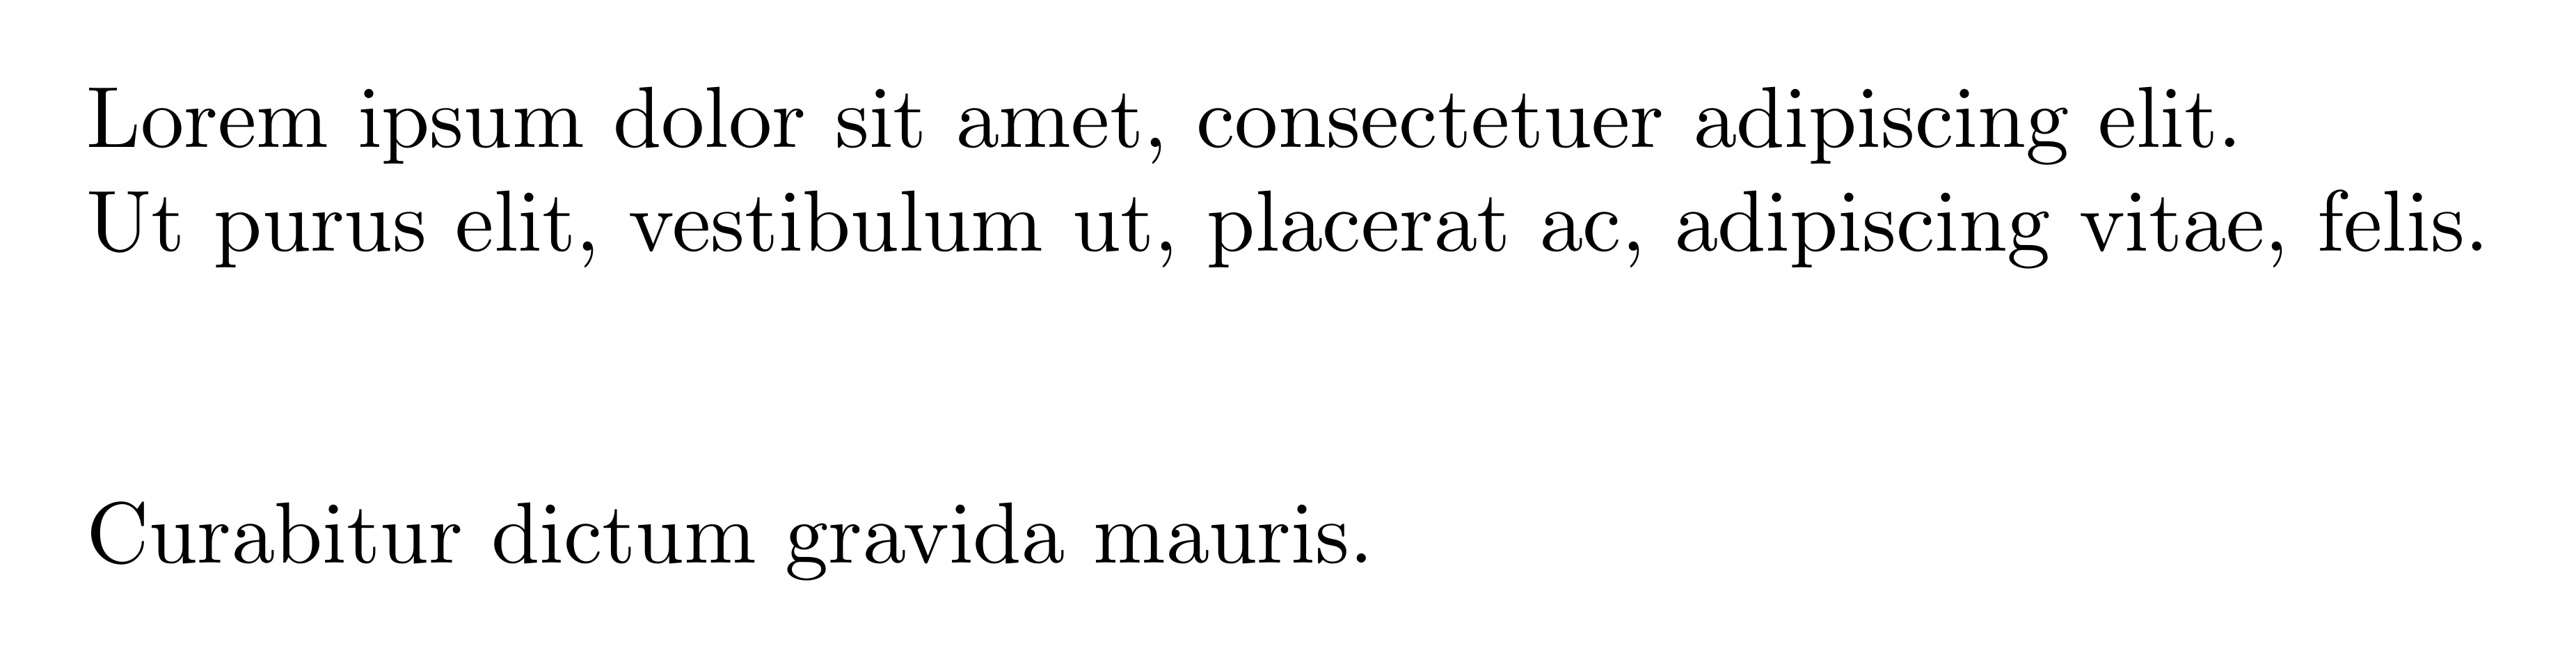 Lorem ipsum dolor sit amet, consectetuer adipiscing elit.
Ut purus elit, vestibulum ut, placerat ac, adipiscing vitae, felis.
Curabitur dictum gravida mauris.